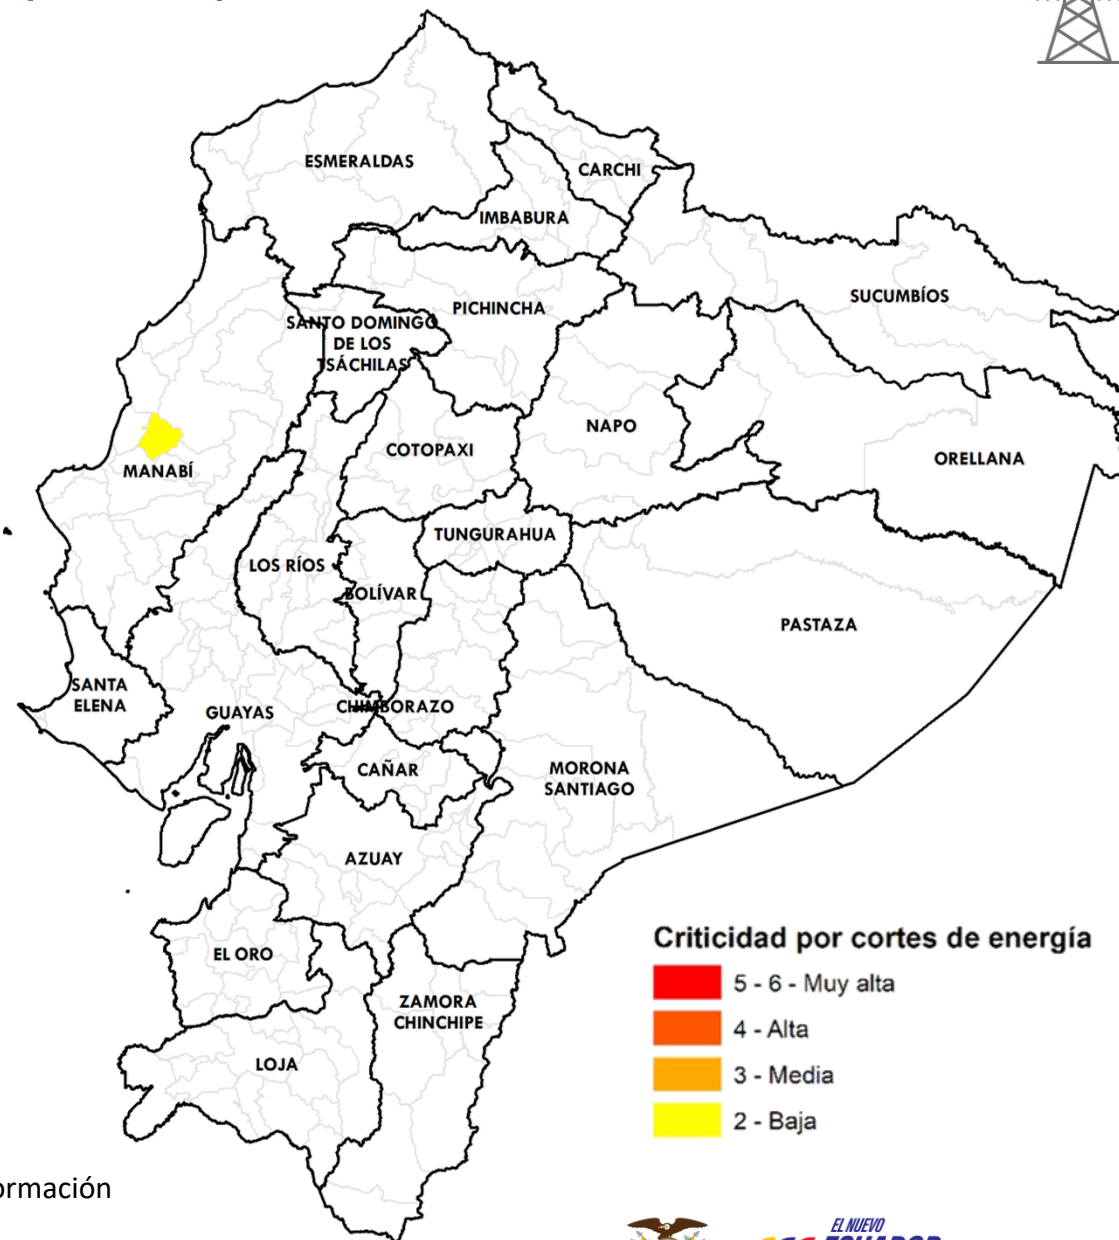 ESMERALDAS
CARCHI
IMBABURA
SUCUMBÍOS
PICHINCHA
SANTO DOMINGO
DE LOS
TSÁCHILAS
NAPO
COTOPAXI
ORELLANA
MANABÍ
TUNGURAHUA
LOS RÍOS
BOLÍVAR
PASTAZA
SANTA
ELENA
GUAYAS
CHIMBORAZO
CAÑAR
MORONA
SANTIAGO
AZUAY
EL ORO
ZAMORA
CHINCHIPE
LOJA
Criticidad por cortes de energía
5 - 6 - Muy alta
4 - Alta
3 - Media
2 - Baja
ormación
EL NUEVO
ECUADOR